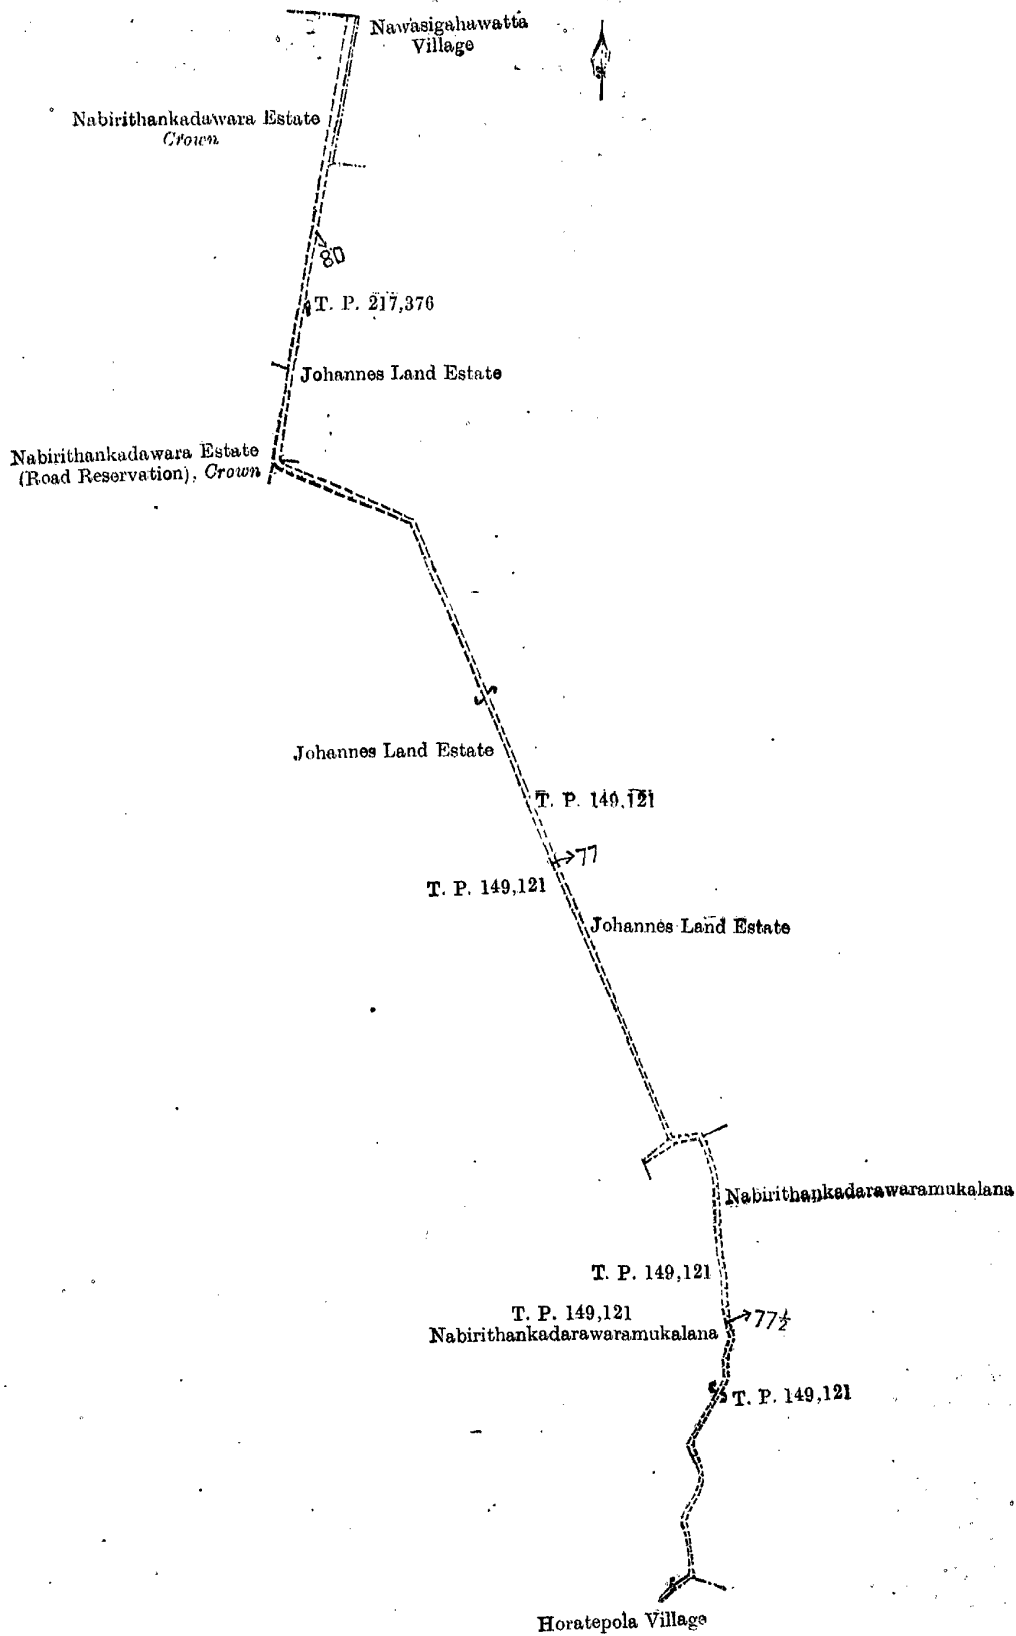 Nawasigahawatta
Village
Nabirithankadawara Estate
Crown
80
T. P. 217,376
Johannes Land Estate
Nabirithankadawara Estate
(Road Reservation), Crown
Johannes Land Estate
T. P. 149,121
77
T. P. 149,121
Johannes Land Estate
Nabirithankadarawaramukalana
T. P. 149,121
T. P. 149,121
77½
Nabirithankadarawaramukalana
T. P. 149,121
Horatepola Village